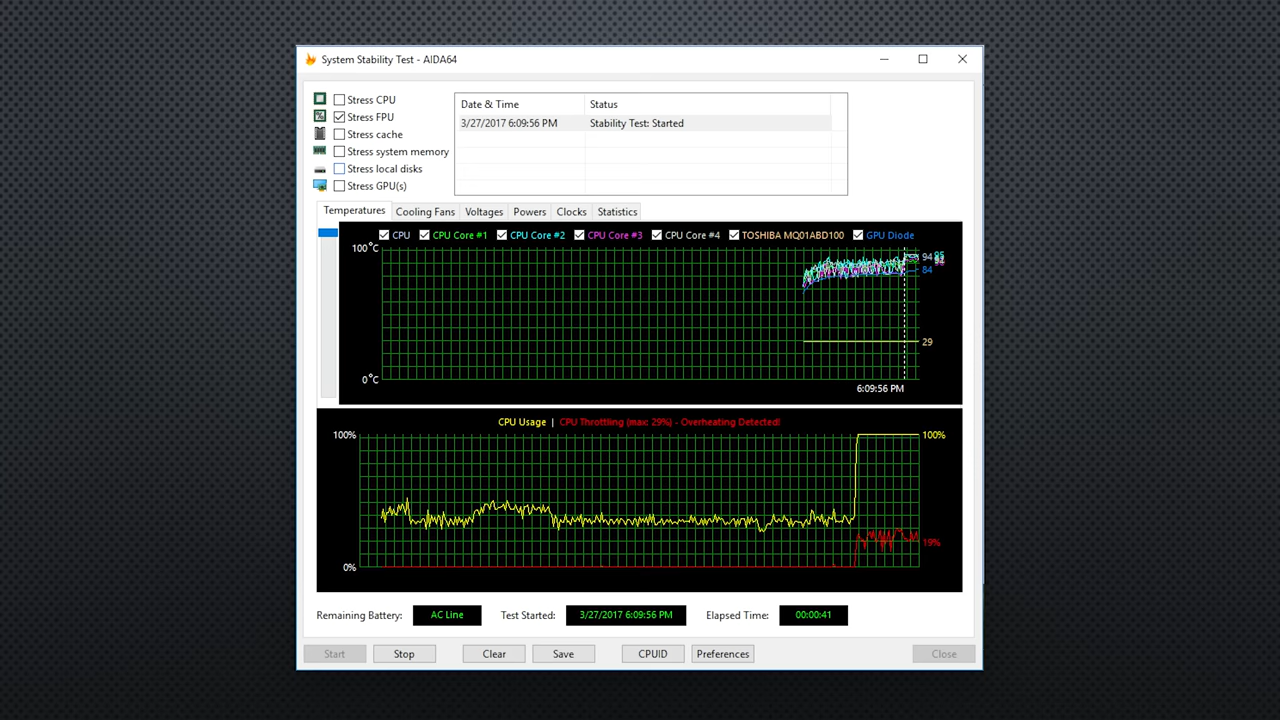 System Stability Test - AIDA64
Stress CPU
Stress FPU
Stress cache
Stress system memory
Stress local disks
Stress GPU(s)
Date & Time Status
3/27/2017 6:09:56 PM Stability Test: Started
Temperatures Cooling Fans Voltages Powers Clocks Statistics
CPU CPU Core #1 CPU Core #2 CPU Core #3 CPU Core #4 TOSHIBA MQ01ABD100 GPU Diode
100°C
94
84
29
0°C
6:09:56 PM
CPU Usage | CPU Throttling (max: 29%) - Overheating Detected!
100% 100%
19%
0%
Remaining Battery: AC Line Test Started: 3/27/2017 6:09:56 PM Elapsed Time: 00:00:41
Start Stop Clear Save CPUID Preferences Close